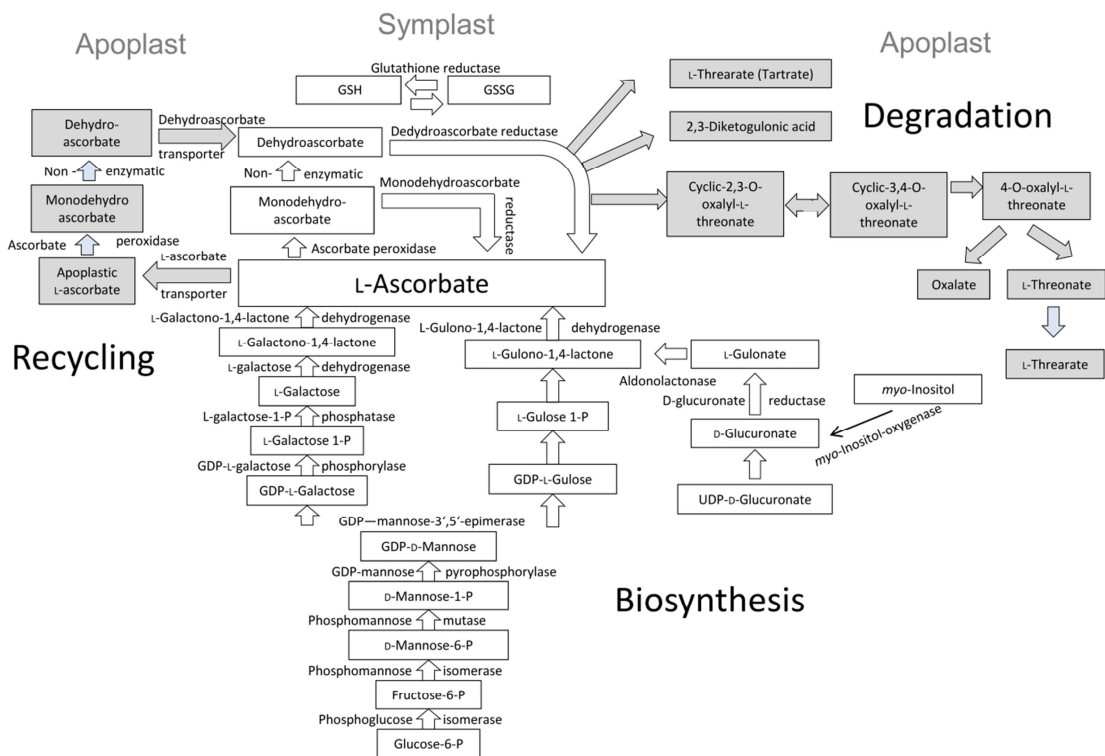 Apoplast
Symplast
Apoplast
Glutathione reductase
GSH
GSSG
L-Threarate (Tartrate)
Degradation
2,3-Diketogulonic acid
Dehydro-
ascorbate
Dehydroascorbate
transporter
Dehydroascorbate
Dedydroascorbate reductase
Non - enzymatic
Non- enzymatic
Monodehydroascorbate
reductase
Monodehydro
ascorbate
Monodehydro-
ascorbate
Cyclic-2,3-O-
oxalyl-L-
threonate
Cyclic-3,4-O-
oxalyl-L-
threonate
4-O-oxalyl-L-
threonate
Ascorbate peroxidase
Ascorbate peroxidase
L-ascorbate
transporter
Apoplastic
L-ascorbate
L-Ascorbate
Oxalate
L-Threonate
L-Threarate
Recycling
L-Galactono-1,4-lactone dehydrogenase
L-Galactono-1,4-lactone
L-galactose dehydrogenase
L-Galactose
L-galactose-1-P phosphatase
L-Galactose 1-P
GDP-L-galactose phosphorylase
GDP-L-Galactose
L-Gulono-1,4-lactone dehydrogenase
L-Gulono-1,4-lactone
L-Gulonate
Aldonolactonase
D-glucuronate reductase
myo-Inositol
myo-Inositol-oxygenase
L-Gulose 1-P
D-Glucuronate
GDP-L-Gulose
UDP-D-Glucuronate
GDP—mannose-3′,5′-epimerase
GDP-D-Mannose
GDP-mannose pyrophosphorylase
D-Mannose-1-P
Biosynthesis
Phosphomannose mutase
D-Mannose-6-P
Phosphomannose isomerase
Fructose-6-P
Phosphoglucose isomerase
Glucose-6-P